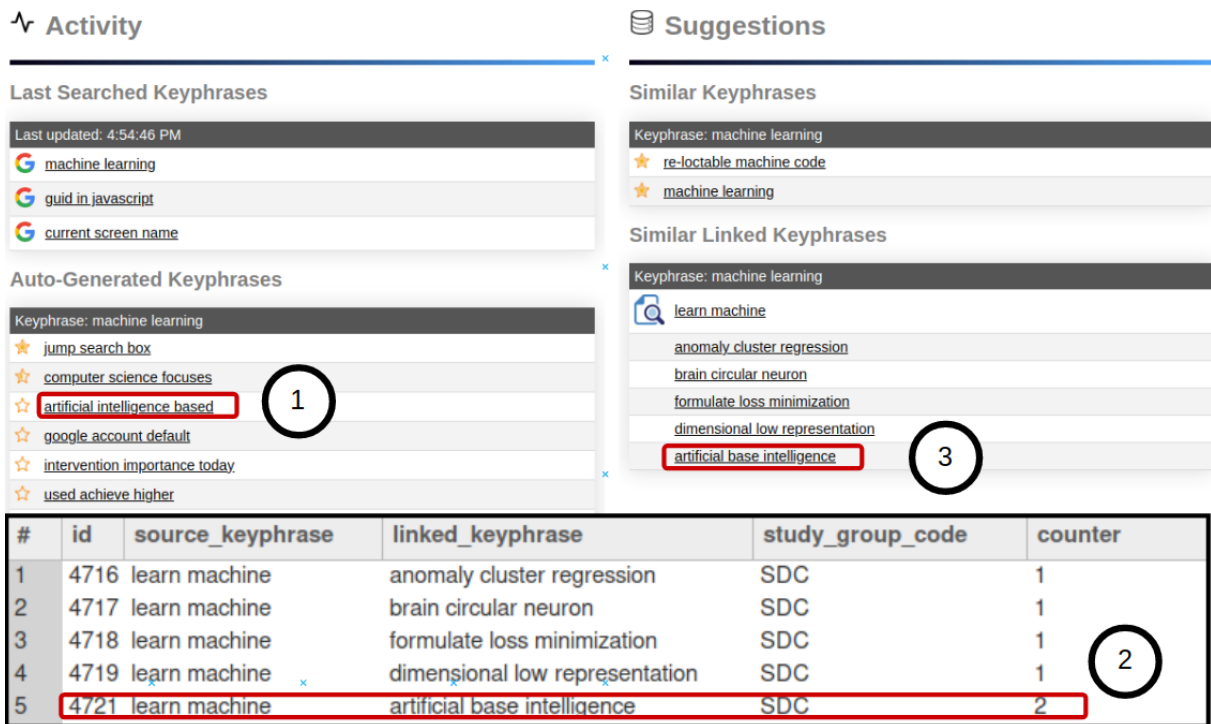 Activity
Last Searched Keyphrases
Last updated: 4:54:46 PM
machine learning
guid in javascript
current screen name
Auto-Generated Keyphrases
Keyphrase: machine learning
jump search box
computer science focuses
artificial intelligence based
1
google account default
intervention importance today
used achieve higher
Suggestions
Similar Keyphrases
Keyphrase: machine learning
re-loctable machine code
machine learning
Similar Linked Keyphrases
Keyphrase: machine learning
learn machine
anomaly cluster regression
brain circular neuron
formulate loss minimization
dimensional low representation
artificial base intelligence
3
# id source_keyphrase linked_keyphrase study_group_code counter
1 4716 learn machine anomaly cluster regression SDC 1
2 4717 learn machine brain circular neuron SDC 1
3 4718 learn machine formulate loss minimization SDC 1
4 4719 learn machine dimensional low representation SDC 1
2
5 4721 learn machine artificial base intelligence SDC 2